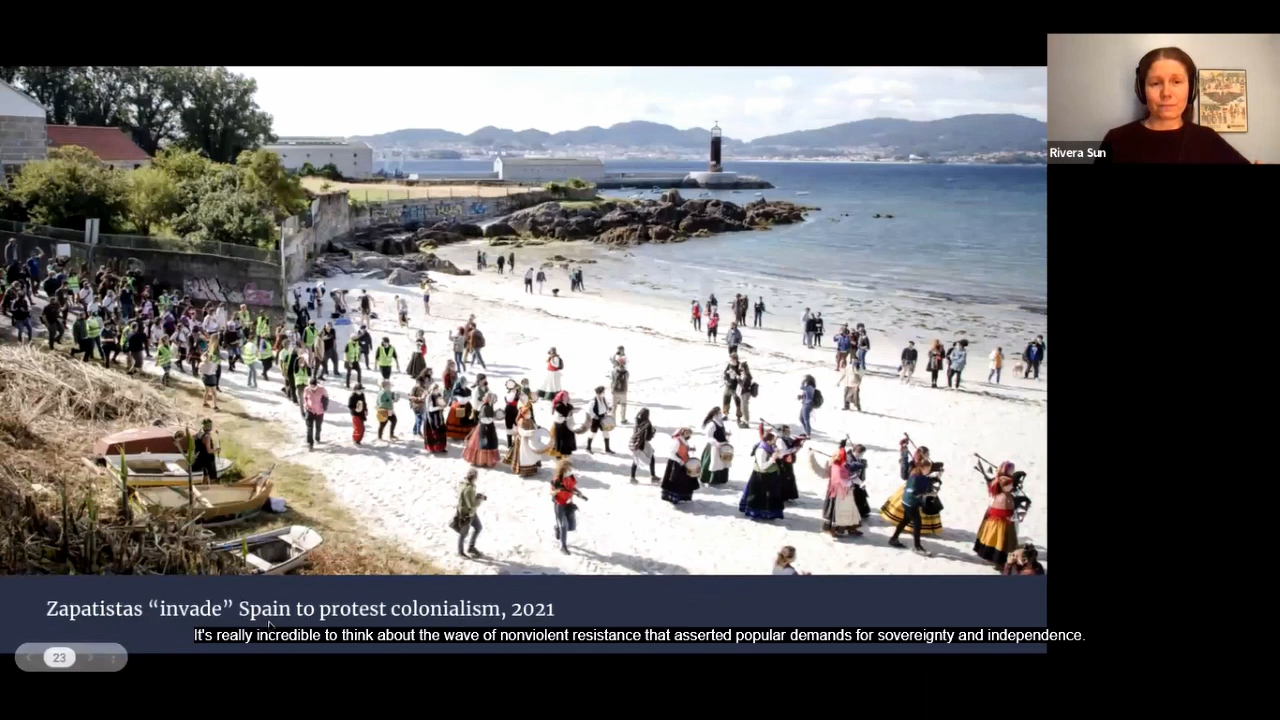 Rivera Sun
Zapatistas “invade” Spain to protest colonialism, 2021
It's really incredible to think about the wave of nonviolent resistance that asserted popular demands for sovereignty and independence.
23